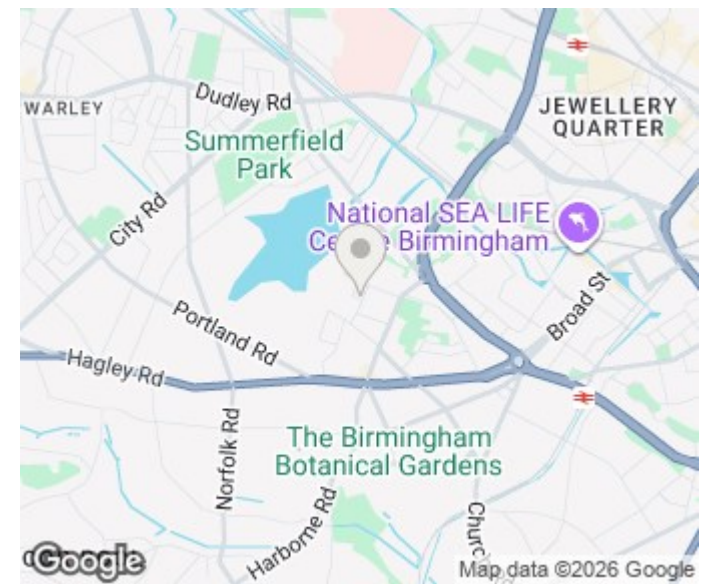 WARLEY
Dudley Rd
JEWELLERY
QUARTER
Summerfield
Park
City Rd
National SEA LIFE
Birmingham
Broad St
Portland Rd
Hagley Rd
The Birmingham
Botanical Gardens
Norfolk Rd
Harborne Rd
Google
Map data ©2026 Google